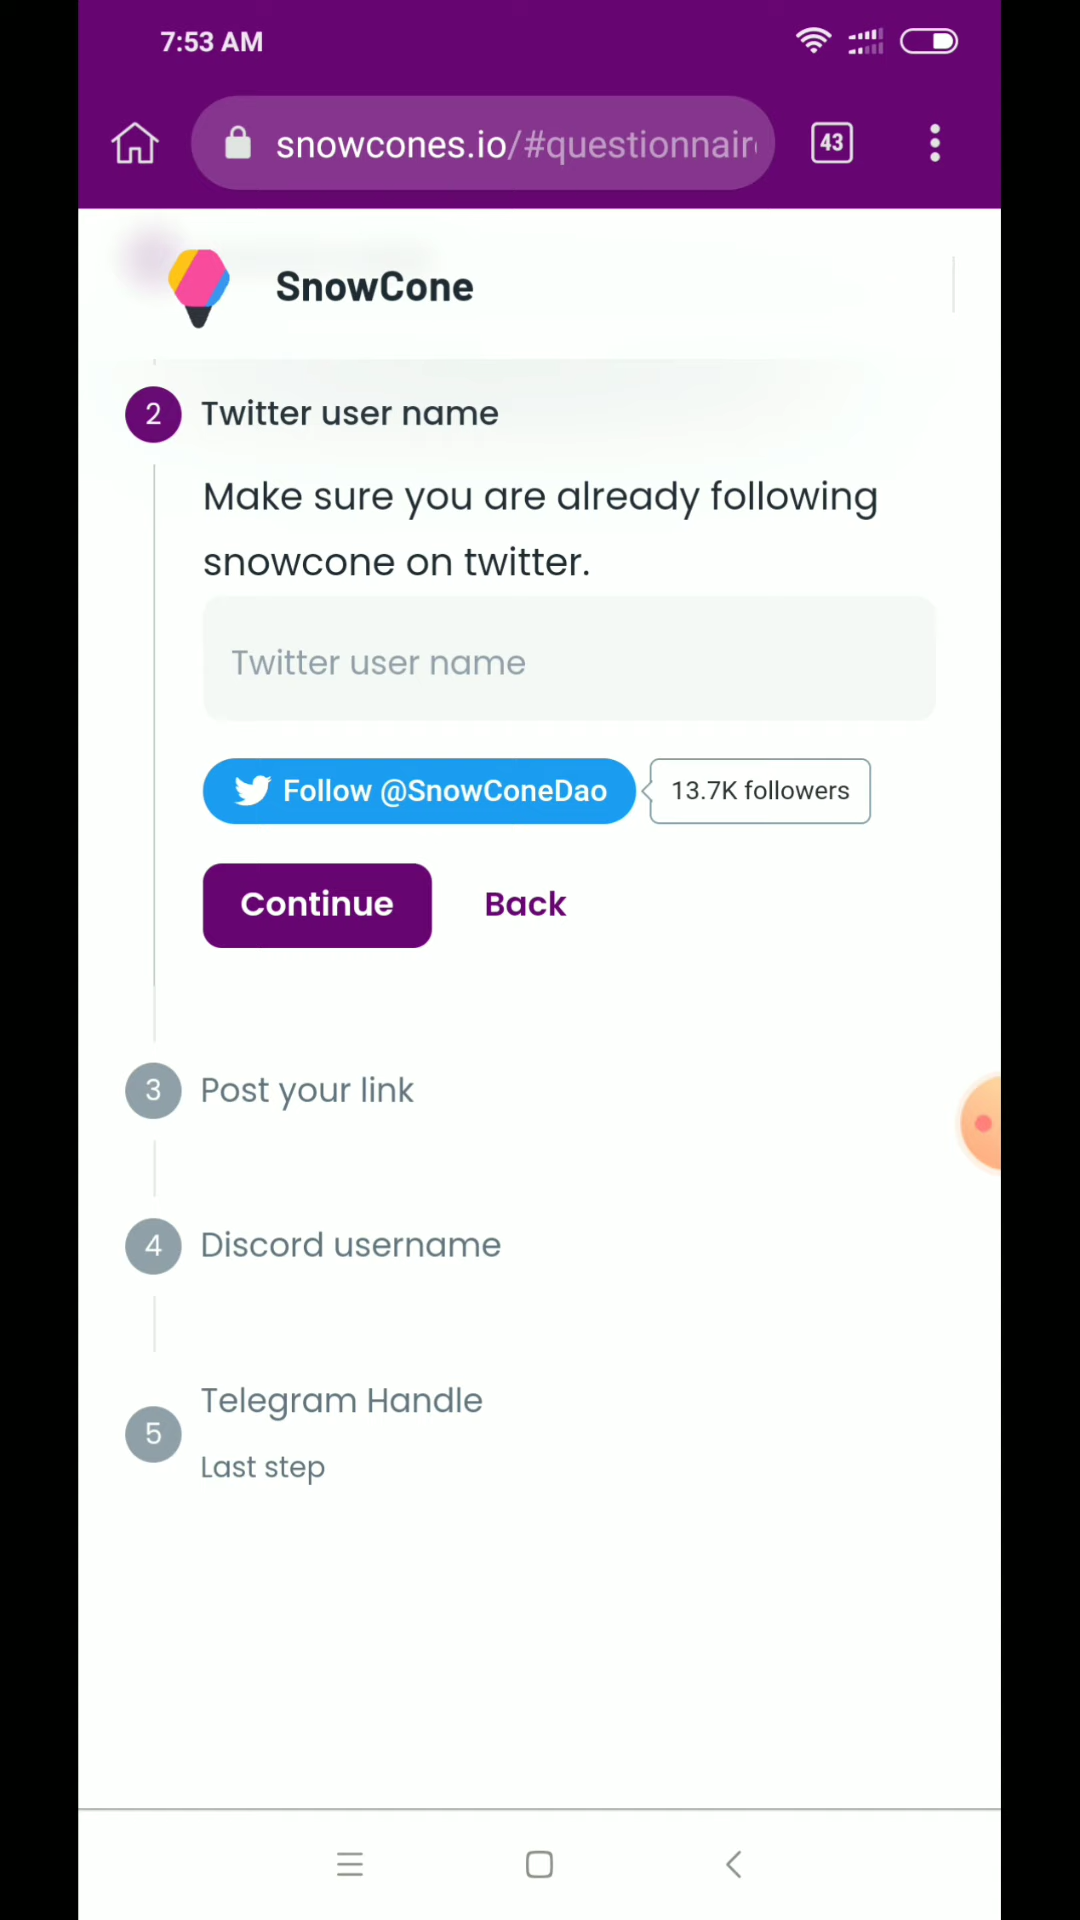 7:53 AM
snowcones.io/#questionnair
43
SnowCone
2 Twitter user name
Make sure you are already following
snowcone on twitter.
Twitter user name
Follow @SnowConeDao
13.7K followers
Continue Back
3 Post your link
4 Discord username
Telegram Handle
5
Last step